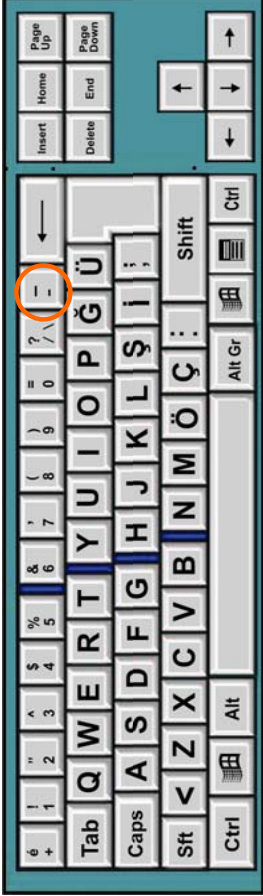 é ! " ^ $ % & ' ( ) = ? _ ← Insert Home Page Up
+ 1 2 3 4 5 6 7 8 9 0 / \ -
Tab Q W E R T Y U I O P Ğ Ü Delete End Page Down
Caps A S D F G H J K L Ş İ ;
Sft < Z X C V B N M Ö Ç : Shift ↑
Ctrl Alt Alt Gr Ctrl ← ↓ →